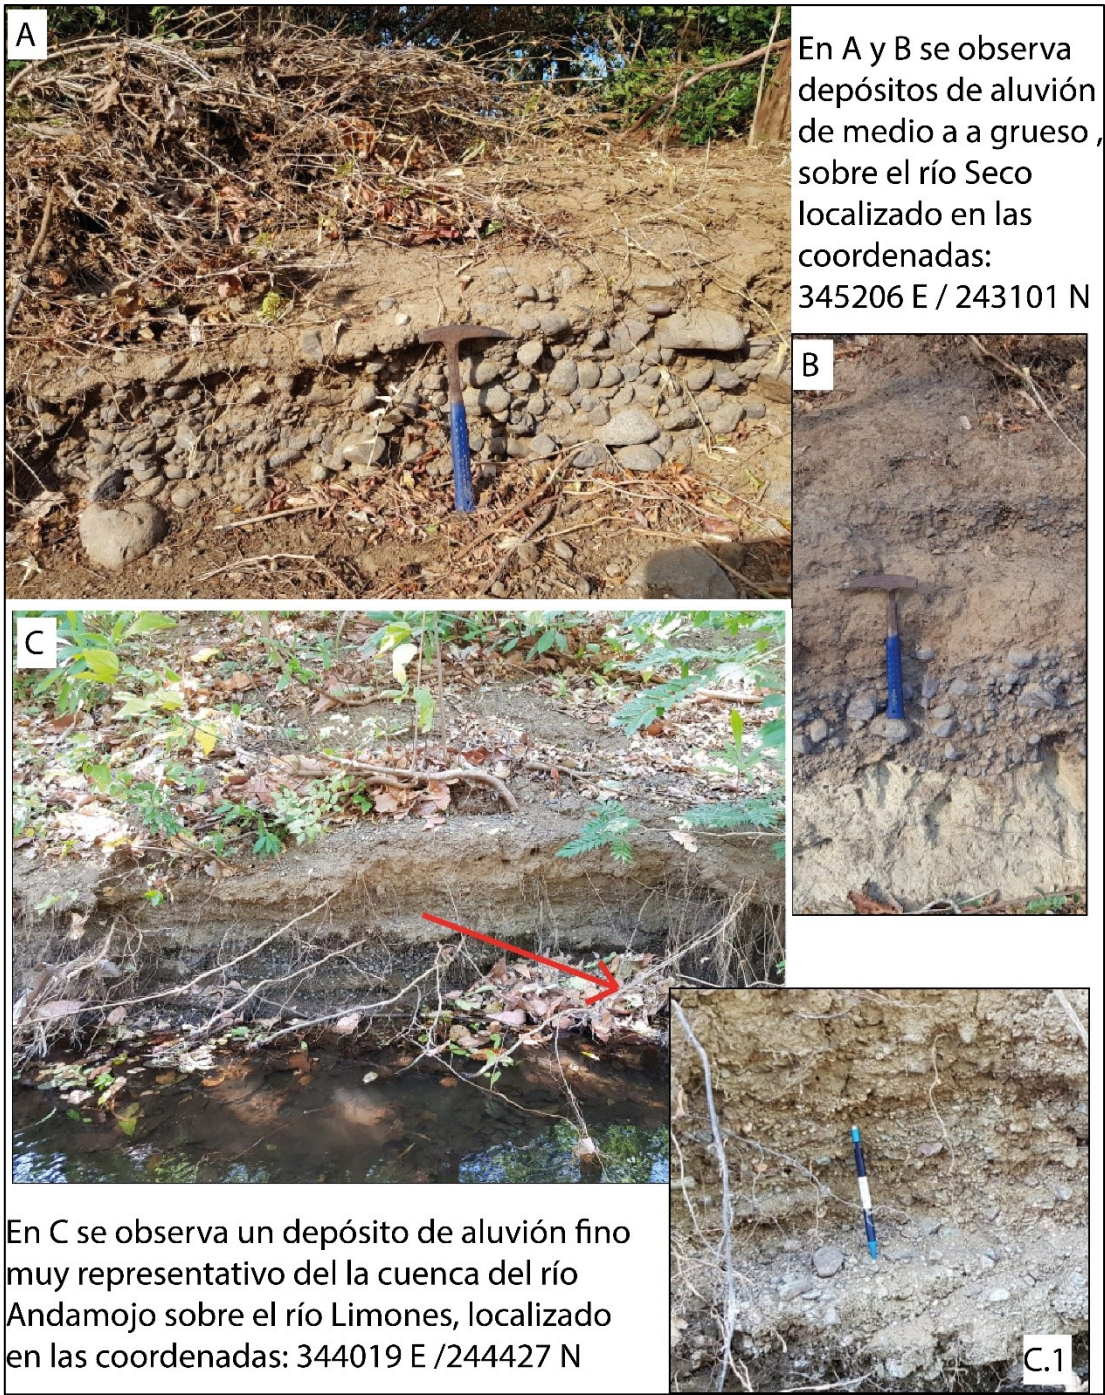 A
En A y B se observa
depósitos de aluvión
de medio a a grueso ,
sobre el río Seco
localizado en las
coordenadas:
345206 E / 243101 N
B
C
En C se observa un depósito de aluvión fino
muy representativo del la cuenca del río
Andamojo sobre el río Limones, localizado
en las coordenadas: 344019 E /244427 N
C.1